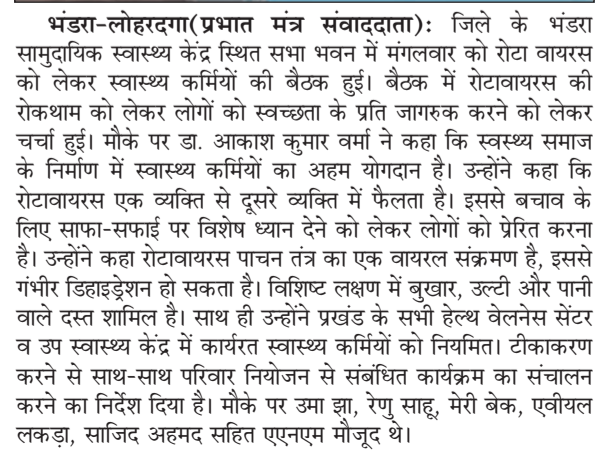 भंडरा-लोहरदगा(प्रभात मंत्र संवाददाता): जिले के भंडरा
सामुदायिक स्वास्थ्य केंद्र स्थित सभा भवन में मंगलवार को रोटा वायरस
को लेकर स्वास्थ्य कर्मियों की बैठक हुई। बैठक में रोटावायरस की
रोकथाम को लेकर लोगों को स्वच्छता के प्रति जागरुक करने को लेकर
चर्चा हुई। मौके पर डा. आकाश कुमार वर्मा ने कहा कि स्वस्थ्य समाज
के निर्माण में स्वास्थ्य कर्मियों का अहम योगदान है। उन्होंने कहा कि
रोटावायरस एक व्यक्ति से दूसरे व्यक्ति में फैलता है। इससे बचाव के
लिए साफा-सफाई पर विशेष ध्यान देने को लेकर लोगों को प्रेरित करना
है। उन्होंने कहा रोटावायरस पाचन तंत्र का एक वायरल संक्रमण है, इससे
गंभीर डिहाइड्रेशन हो सकता है। विशिष्ट लक्षण में बुखार, उल्टी और पानी
वाले दस्त शामिल है। साथ ही उन्होंने प्रखंड के सभी हेल्थ वेलनेस सेंटर
व उप स्वास्थ्य केंद्र में कार्यरत स्वास्थ्य कर्मियों को नियमित। टीकाकरण
करने से साथ-साथ परिवार नियोजन से संबंधित कार्यक्रम का संचालन
करने का निर्देश दिया है। मौके पर उमा झा, रेणु साहू, मेरी बेक, एवीयल
लकड़ा, साजिद अहमद सहित एएनएम मौजूद थे।